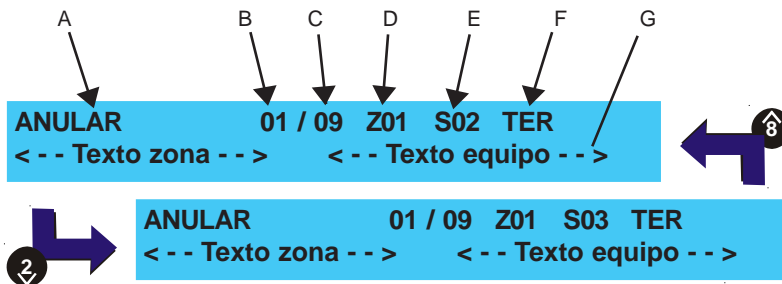 A B C D E F G
ANULAR 01 / 09 Z01 S02 TER
< - - Texto zona - - > < - - Texto equipo - - >
8
ANULAR 01 / 09 Z01 S03 TER
< - - Texto zona - - > < - - Texto equipo - - >
2